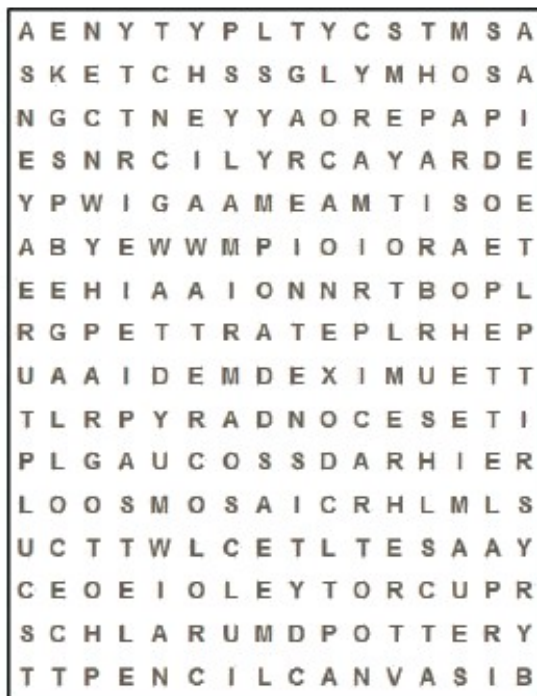 A E N Y T Y P L T Y C S T M S A
S K E T C H S S G L Y M H O S A
N G C T N E Y Y A O R E P A P I
E S N R C I L Y R C A Y A R D E
Y P W I G A A M E A M T I S O E
A B Y E W W M P I O I O R A E T
E E H I A A I O N N R T B O P L
R G P E T T R A T E P L R H E P
U A A I D E M D E X I M U E T T
T L R P Y R A D N O C E S E T I
P L G A U C O S S D A R H I E R
L O O S M O S A I C R H L M L S
U C T T W L C E T L T E S A A Y
C E O E I O L E Y T O R C U P R
S C H L A R U M D P O T T E R Y
T T P E N C I L C A N V A S I B